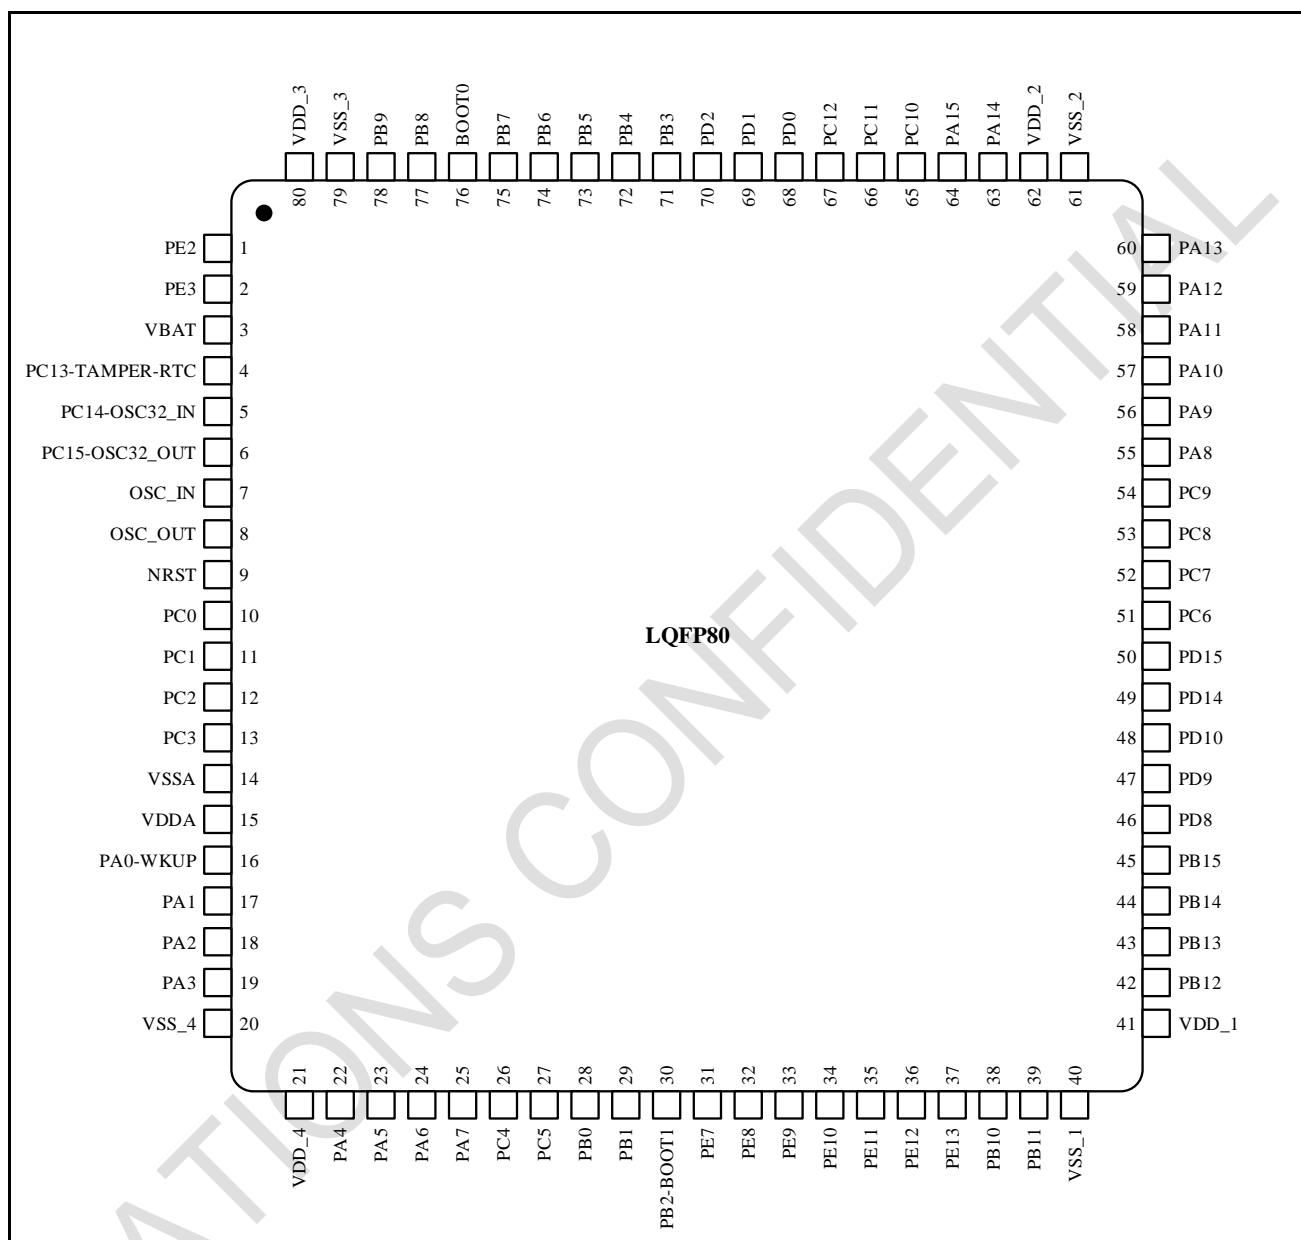 VDD_3 VSS_3 PB9 PB8 BOOT0 PB7 PB6 PB5 PB4 PB3 PD2 PD1 PD0 PC12 PC11 PC10 PA15 PA14 VDD_2 VSS_2
80 79 78 77 76 75 74 73 72 71 70 69 68 67 66 65 64 63 62 61
PE2 1 60 PA13
PE3 2 59 PA12
VBAT 3 58 PA11
PC13-TAMPER-RTC 4 57 PA10
PC14-OSC32_IN 5 56 PA9
PC15-OSC32_OUT 6 55 PA8
OSC_IN 7 54 PC9
OSC_OUT 8 53 PC8
NRST 9 52 PC7
PC0 10 51 PC6
LQFP80
PC1 11 50 PD15
PC2 12 49 PD14
PC3 13 48 PD10
VSSA 14 47 PD9
VDDA 15 46 PD8
PA0-WKUP 16 45 PB15
PA1 17 44 PB14
PA2 18 43 PB13
PA3 19 42 PB12
VSS_4 20 41 VDD_1
21 22 23 24 25 26 27 28 29 30 31 32 33 34 35 36 37 38 39 40
VDD_4 PA4 PA5 PA6 PA7 PC4 PC5 PB0 PB1 PB2-BOOT1 PE7 PE8 PE9 PE10 PE11 PE12 PE13 PB10 PB11 VSS_1
ATIONS CONFIDENTIAL